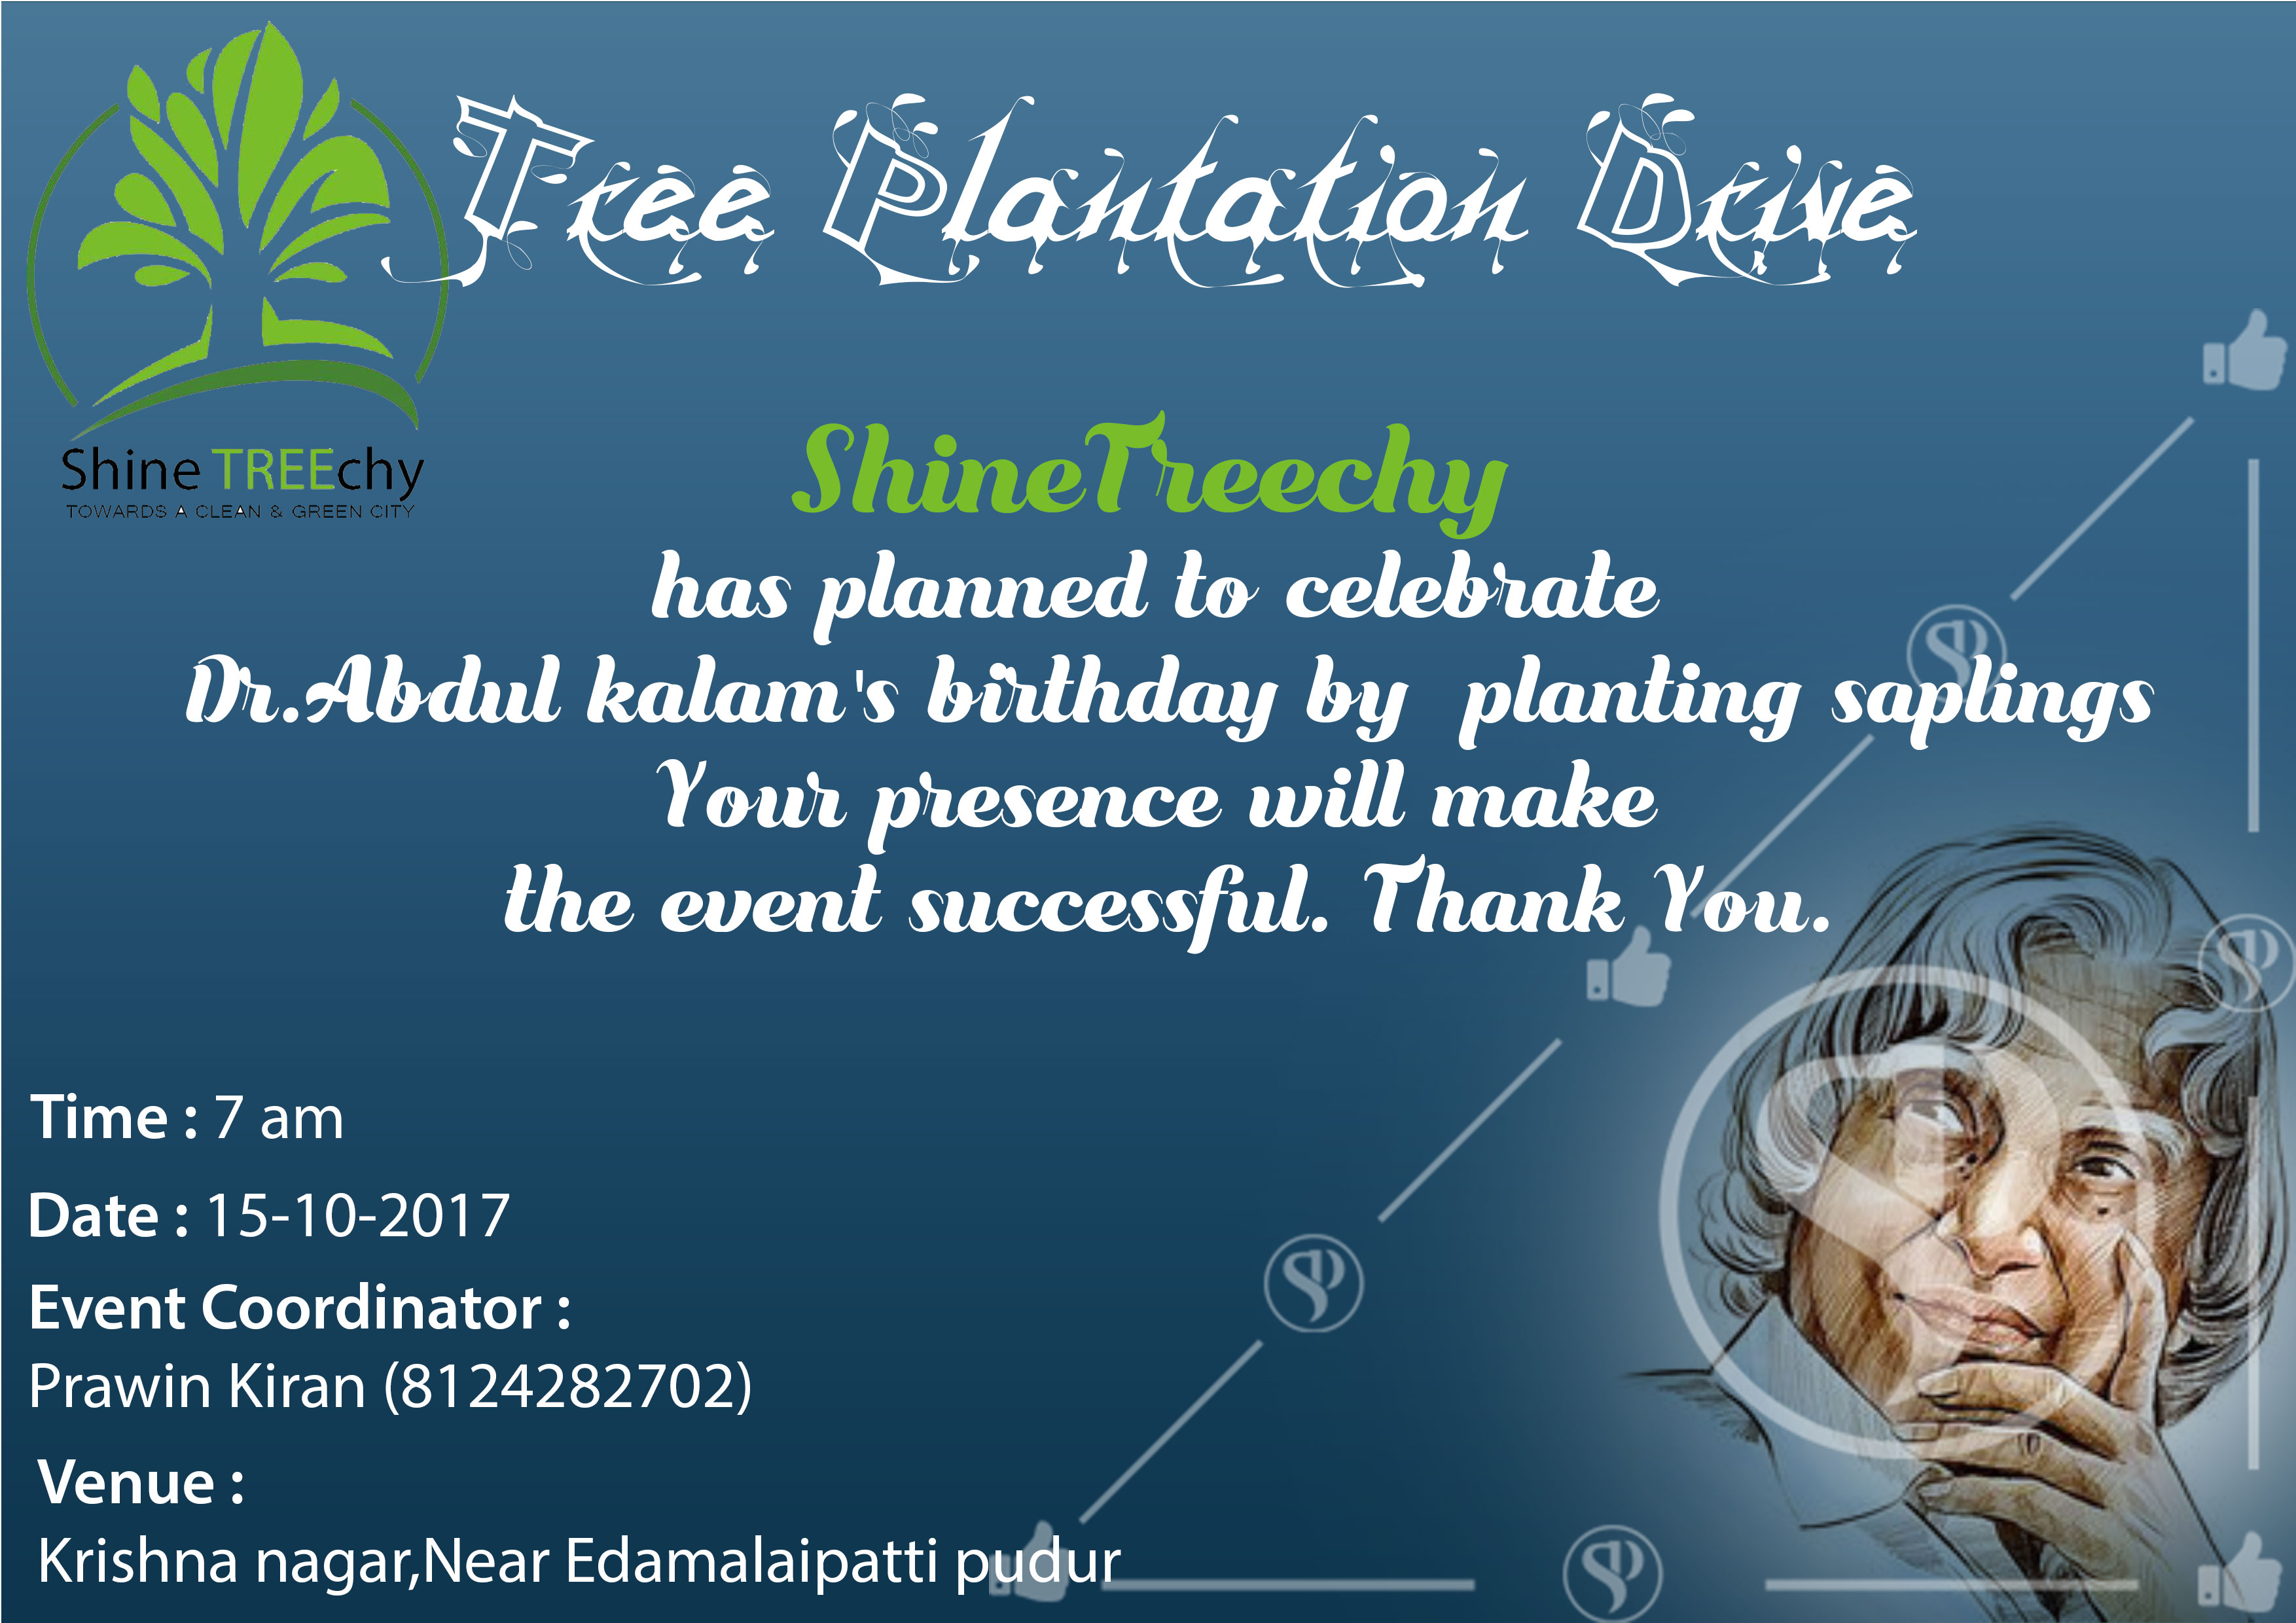 Tree Plantation Drive
Shine TREEchy
TOWARDS A CLEAN & GREEN CITY
ShineTreechy
has planned to celebrate
Dr.Abdul kalam's birthday by planting saplings
Your presence will make
the event successful. Thank You.
Time : 7 am
Date : 15-10-2017
Event Coordinator :
Prawin Kiran (8124282702)
Venue :
Krishna nagar,Near Edamalaipatti pudur